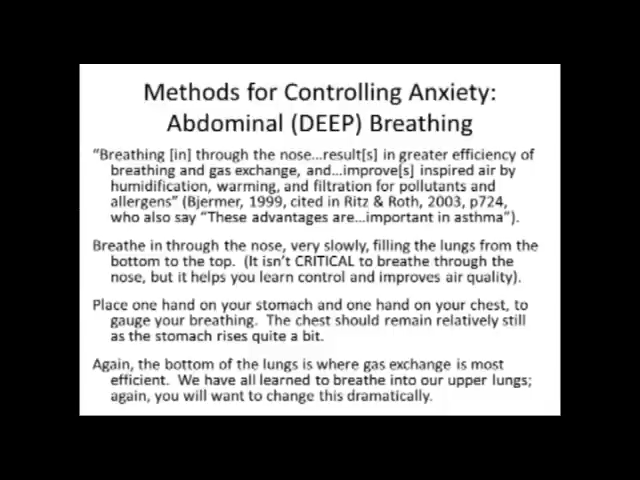 Methods for Controlling Anxiety:
Abdominal (DEEP) Breathing
“Breathing [in] through the nose…result[s] in greater efficiency of
breathing and gas exchange, and…improve[s] inspired air by
humidification, warming, and filtration for pollutants and
allergens” (Bjermer, 1999, cited in Ritz & Roth, 2003, p724,
who also say “These advantages are…important in asthma”).
Breathe in through the nose, very slowly, filling the lungs from the
bottom to the top.  (It isn’t CRITICAL to breathe through the
nose, but it helps you learn control and improves air quality).
Place one hand on your stomach and one hand on your chest, to
gauge your breathing.  The chest should remain relatively still
as the stomach rises quite a bit.
Again, the bottom of the lungs is where gas exchange is most
efficient.  We have all learned to breathe into our upper lungs;
again, you will want to change this dramatically.